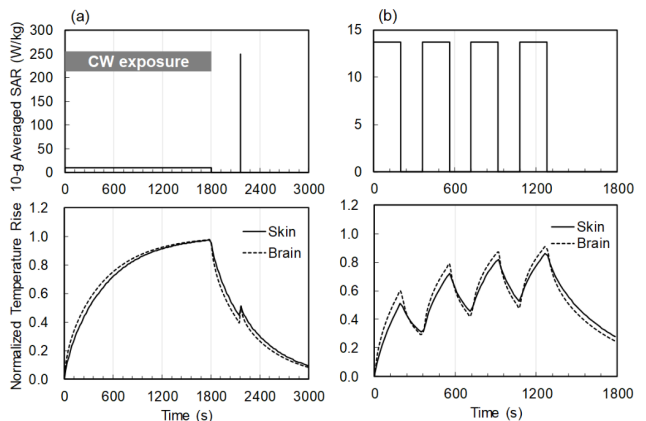 (a)
(b)
10-g Averaged SAR (W/kg)
300
250
200
150
100
50
0
CW exposure
0 600 1200 1800 2400 3000
15
10
5
0
0 600 1200 1800
Normalized Temperature Rise
1.2
1.0
0.8
0.6
0.4
0.2
0.0
Skin
Brain
0 600 1200 1800 2400 3000
Time (s)
1.2
1.0
0.8
0.6
0.4
0.2
0.0
Skin
Brain
0 600 1200 1800
Time (s)